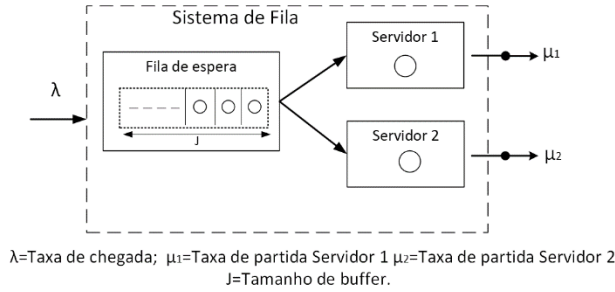 Sistema de Fila
Servidor 1
Fila de espera
λ
μ1
J
Servidor 2
μ2
λ=Taxa de chegada; μ1=Taxa de partida Servidor 1 μ2=Taxa de partida Servidor 2
J=Tamanho de buffer.